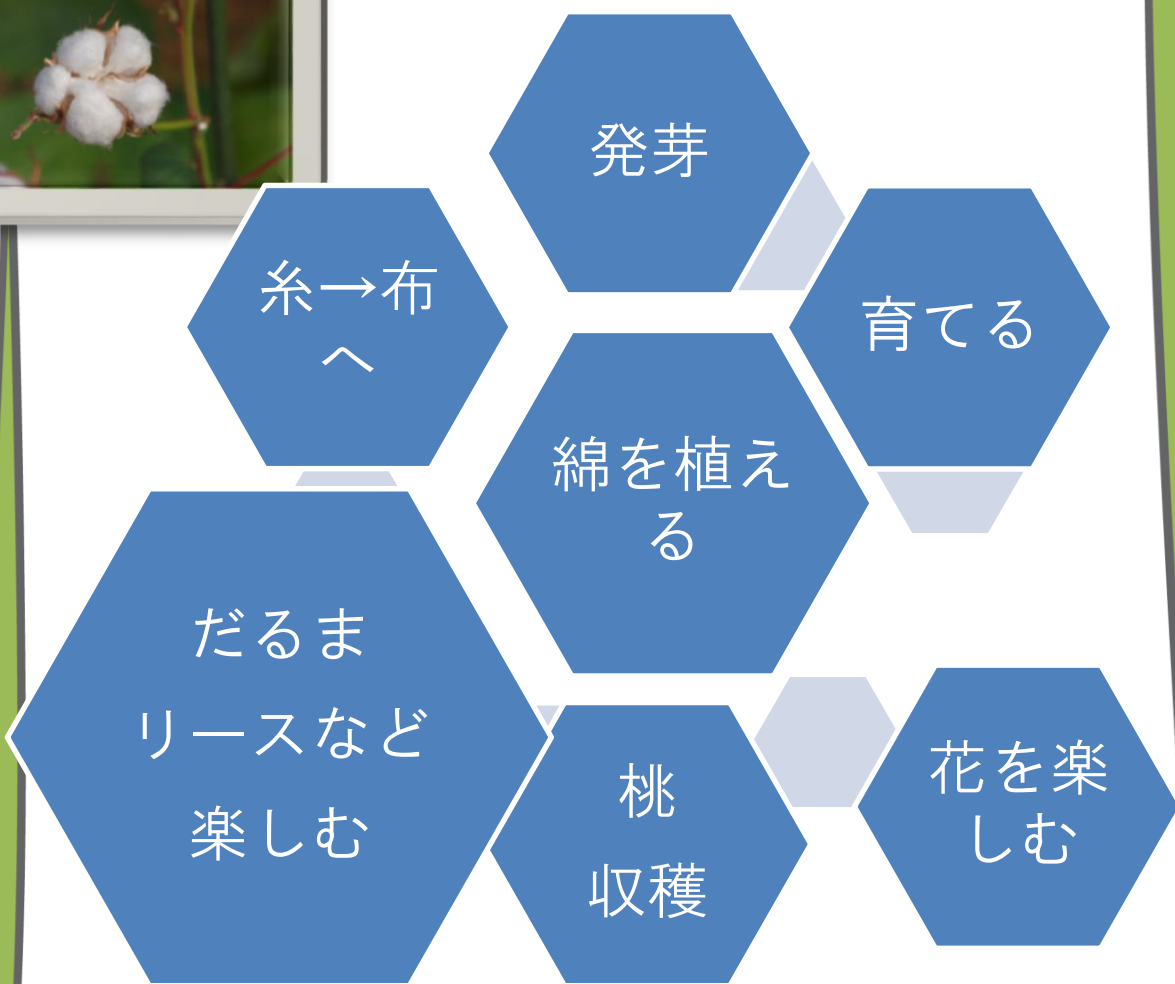 発芽
糸→布
へ
育てる
綿を植え
る
だるま
リースなど
楽しむ
桃
収穫
花を楽
しむ